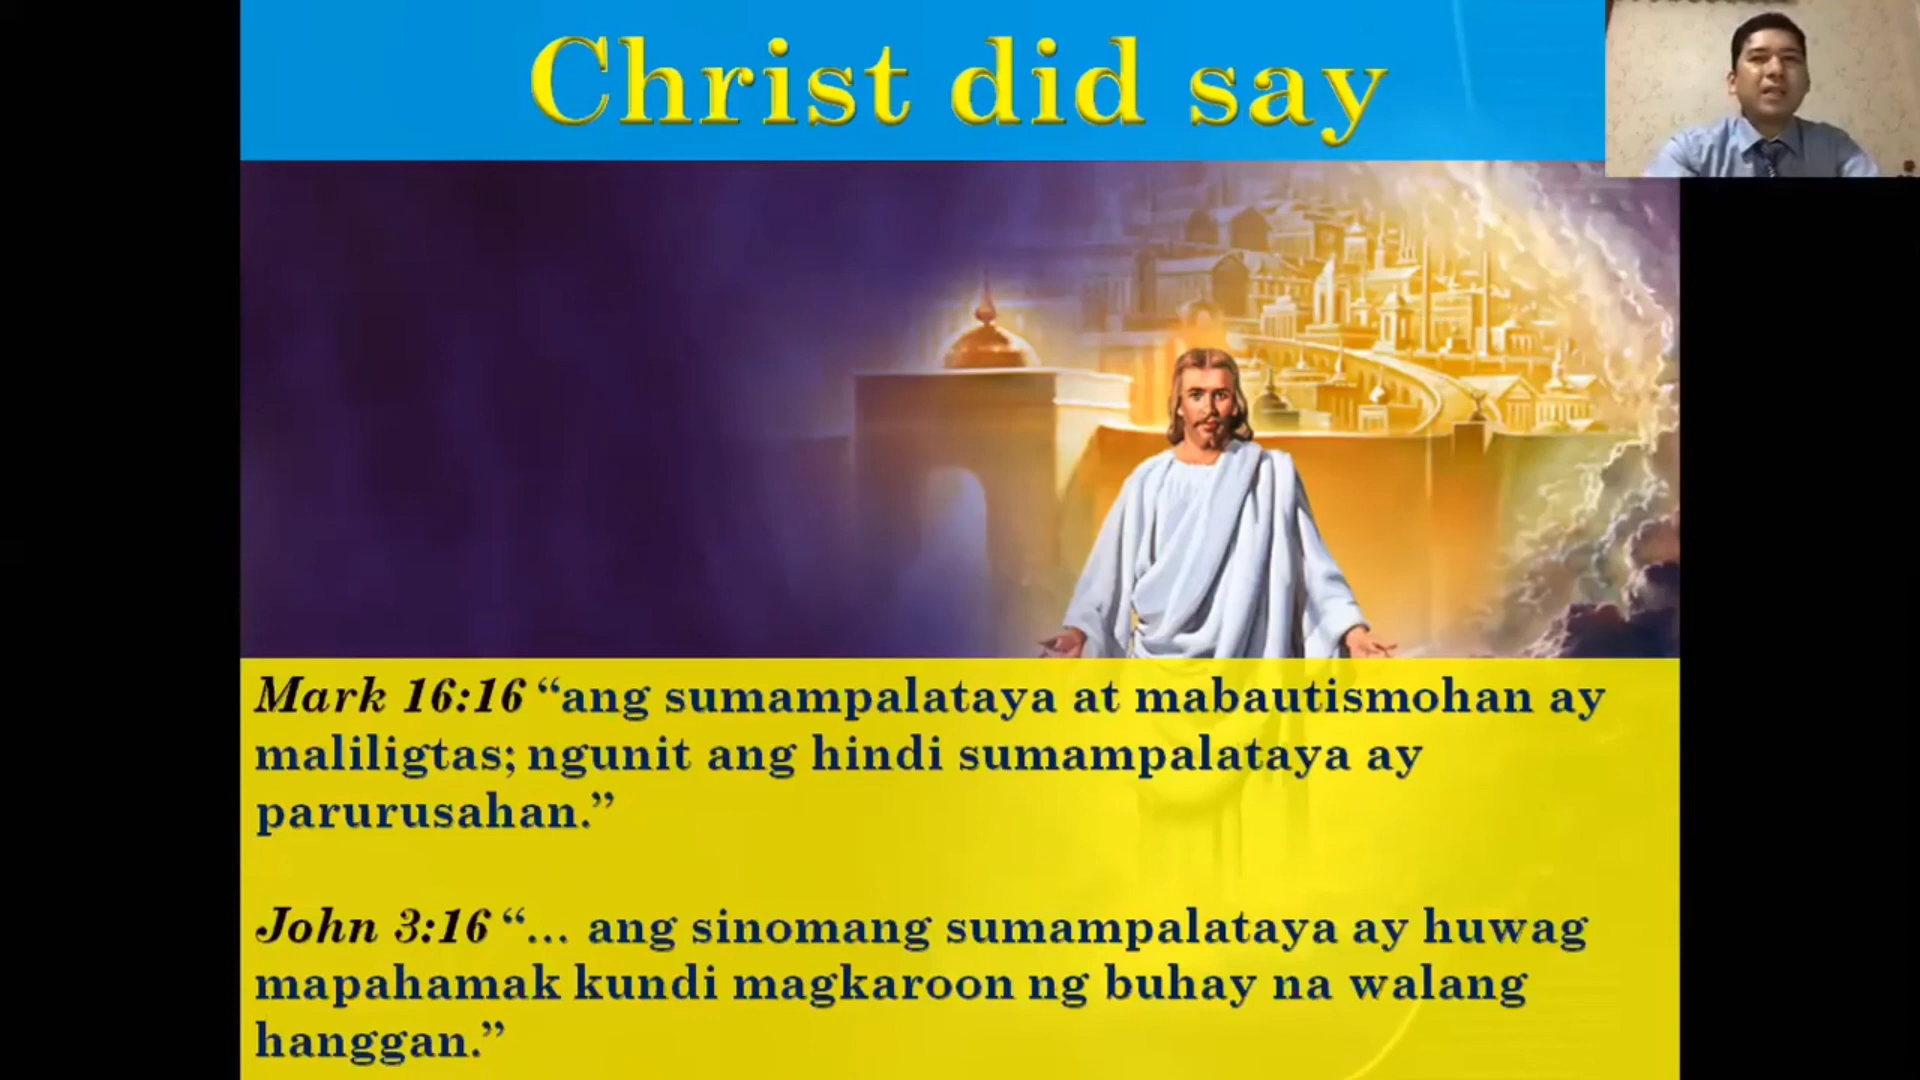 Christ did say
Mark 16:16 “ang sumampalataya at mabautismohan ay
maliligtas; ngunit ang hindi sumampalataya ay
parurusahan.”
John 3:16 “... ang sinomang sumampalataya ay huwag
mapahamak kundi magkaroon ng buhay na walang
hanggan.”